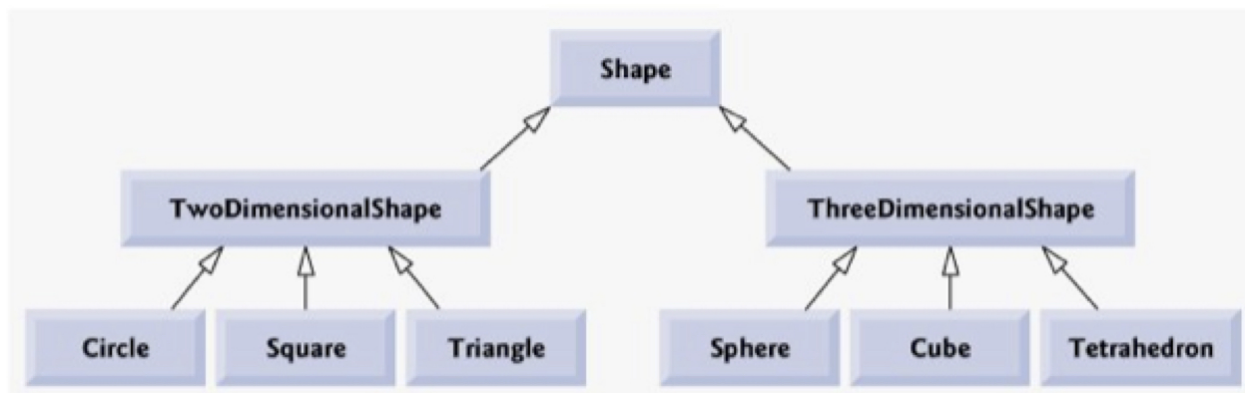 Shape
TwoDimensionalShape
ThreeDimensionalShape
Circle
Square
Triangle
Sphere
Cube
Tetrahedron